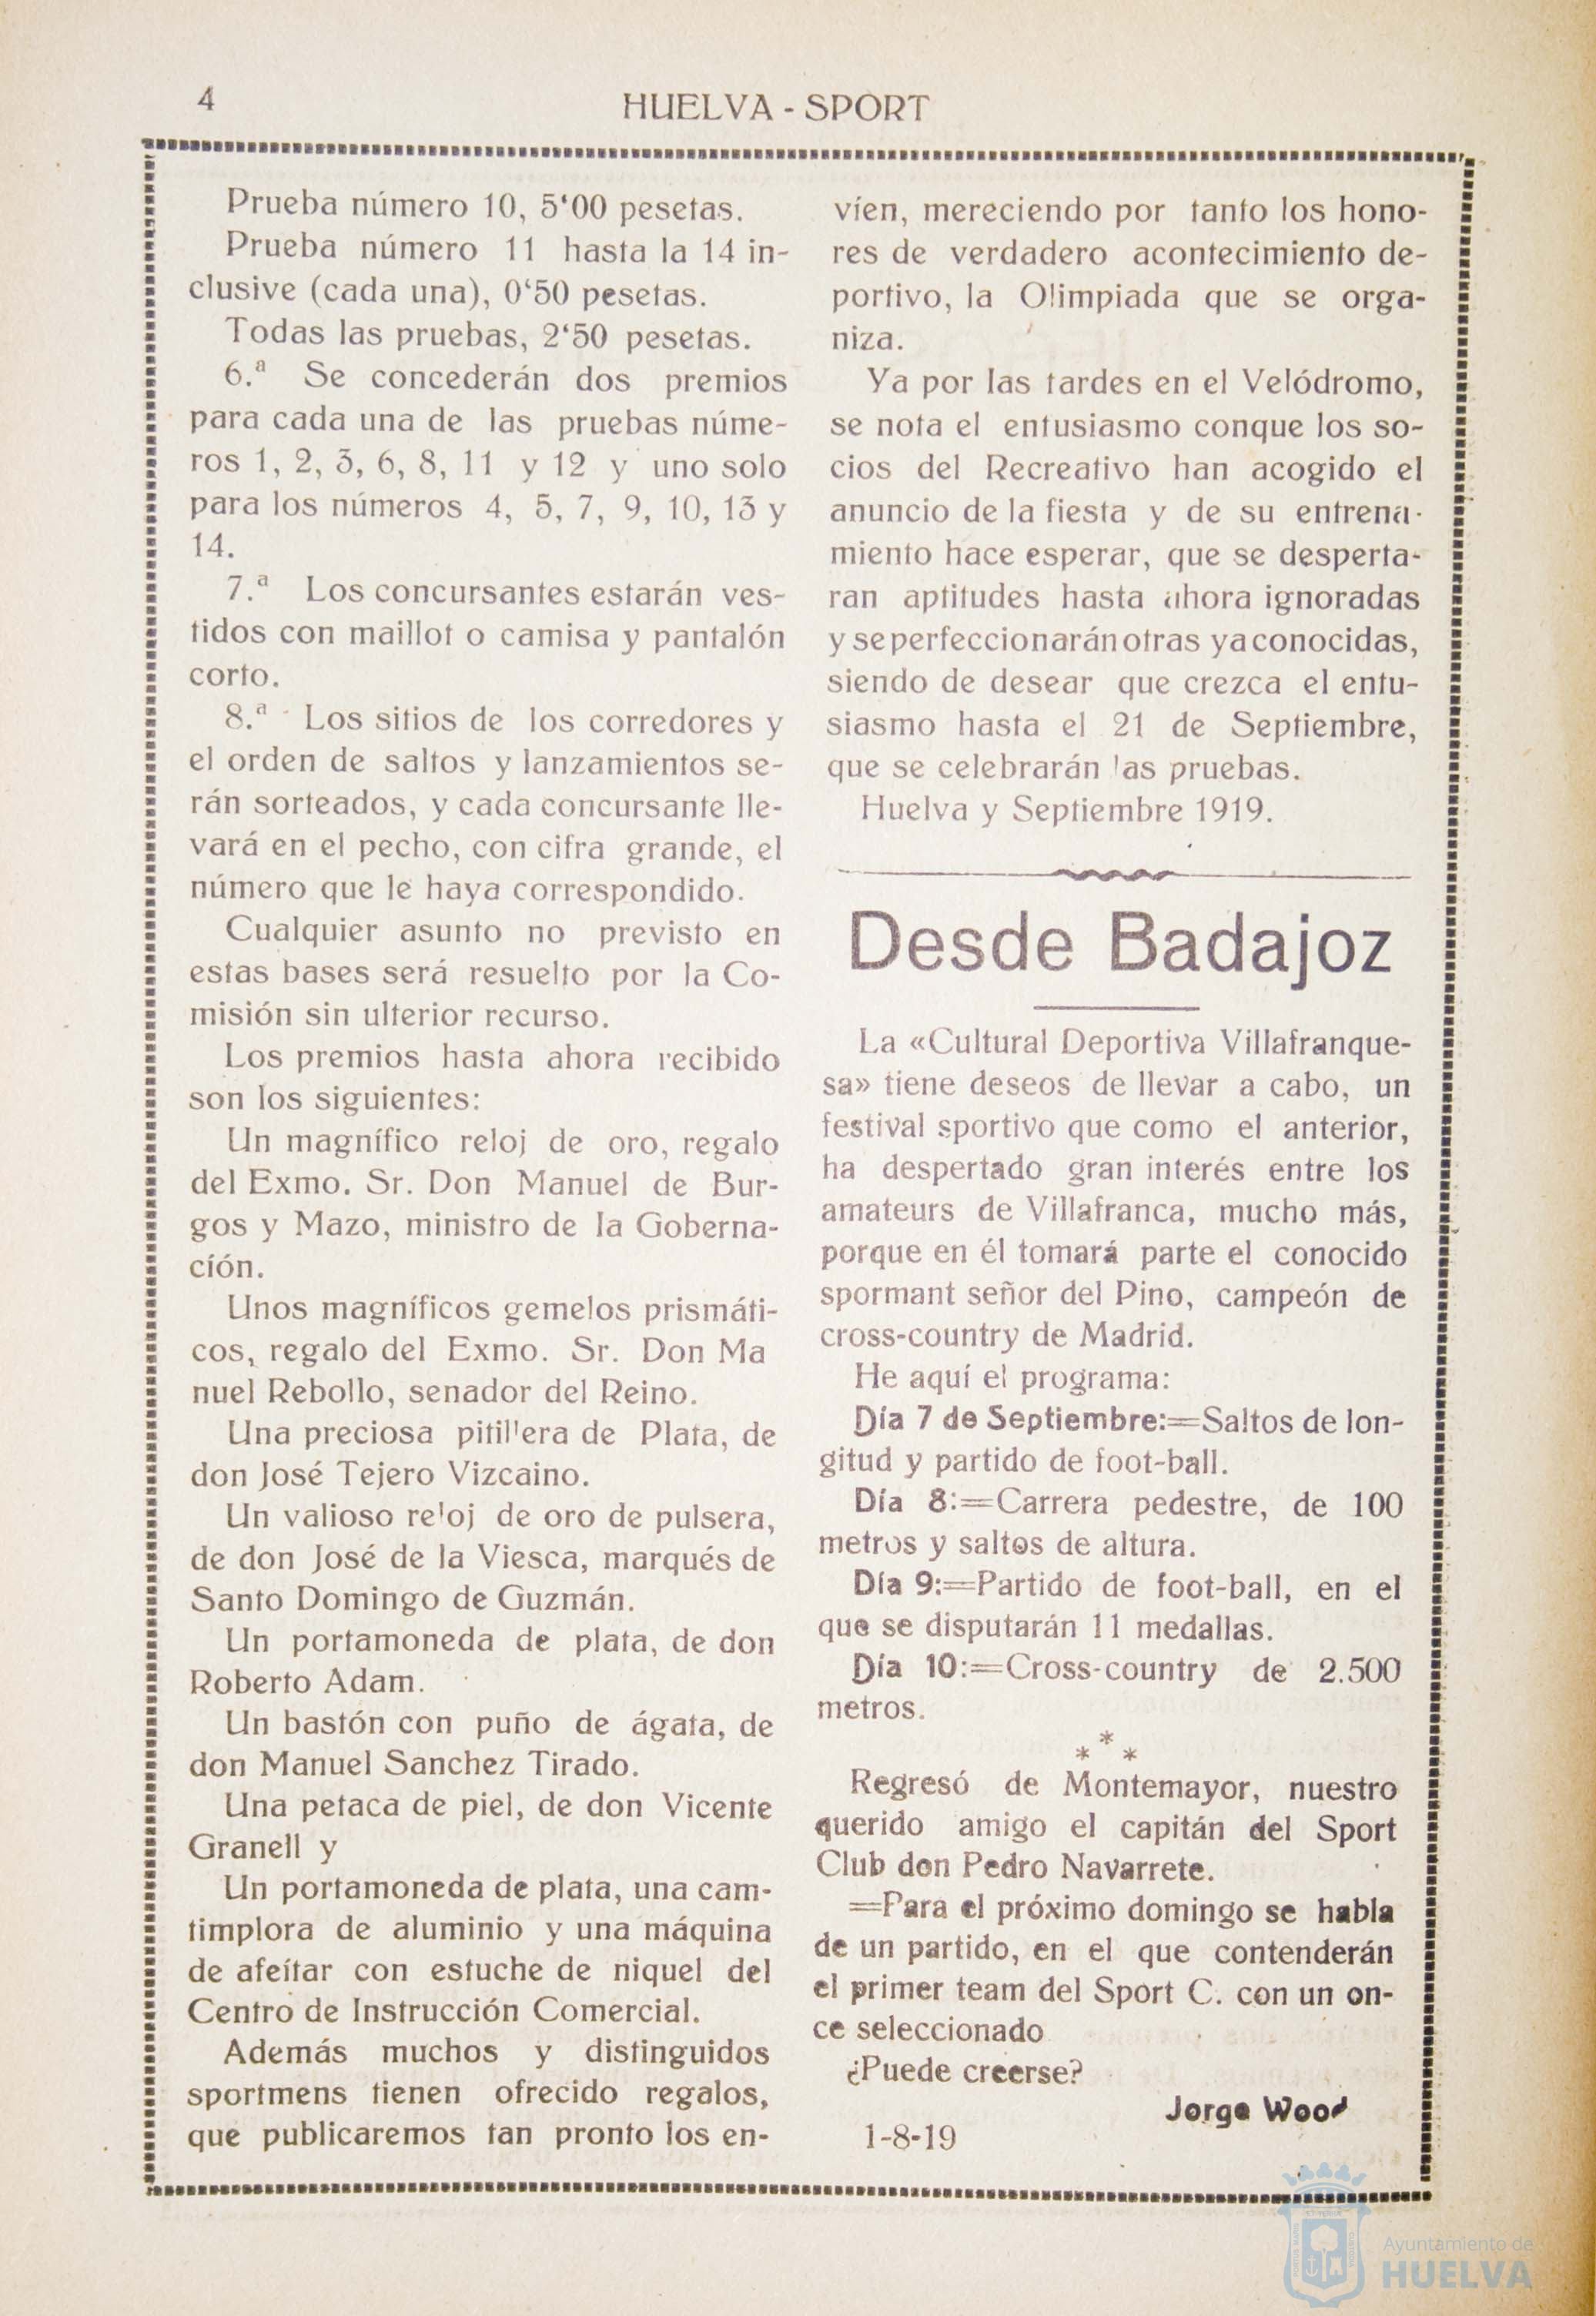 4
HUELVA - SPORT
Prueba número 10, 5‘00 pesetas.
Prueba número 11 hasta la 14 in-
clusive (cada una), 0‘50 pesetas.
Todas las pruebas, 2‘50 pesetas.
6.ª Se concederán dos premios
para cada una de las pruebas núme-
ros 1, 2, 3, 6, 8, 11 y 12 y uno solo
para los números 4, 5, 7, 9, 10, 13 y
14.
7.ª Los concursantes estarán ves-
tidos con maillot o camisa y pantalón
corto.
8.ª Los sitios de los corredores y
el orden de saltos y lanzamientos se-
rán sorteados, y cada concursante lle-
vará en el pecho, con cifra grande, el
número que le haya correspondido.
Cualquier asunto no previsto en
estas bases será resuelto por la Co-
misión sin ulterior recurso.
Los premios hasta ahora recibido
son los siguientes:
Un magnífico reloj de oro, regalo
del Exmo. Sr. Don Manuel de Bur-
gos y Mazo, ministro de la Goberna-
ción.
Unos magníficos gemelos prismáti-
cos, regalo del Exmo. Sr. Don Ma
nuel Rebollo, senador del Reino.
Una preciosa pitillera de Plata, de
don José Tejero Vizcaino.
Un valioso reloj de oro de pulsera,
de don José de la Viesca, marqués de
Santo Domingo de Guzmán.
Un portamoneda de plata, de don
Roberto Adam.
Un bastón con puño de ágata, de
don Manuel Sanchez Tirado.
Una petaca de piel, de don Vicente
Granell y
Un portamoneda de plata, una cam-
timplora de aluminio y una máquina
de afeitar con estuche de niquel del
Centro de Instrucción Comercial.
Además muchos y distinguidos
sportmens tienen ofrecido regalos,
que publicaremos tan pronto los en-
víen, mereciendo por tanto los hono-
res de verdadero acontecimiento de-
portivo, la Olimpiada que se orga-
niza.
Ya por las tardes en el Velódromo,
se nota el entusiasmo conque los so-
cios del Recreativo han acogido el
anuncio de la fiesta y de su entrena-
miento hace esperar, que se desperta-
ran aptitudes hasta ahora ignoradas
y se perfeccionarán otras ya conocidas,
siendo de desear que crezca el entu-
siasmo hasta el 21 de Septiembre,
que se celebrarán las pruebas.
Huelva y Septiembre 1919.
Desde Badajoz
La «Cultural Deportiva Villafranque-
sa» tiene deseos de llevar a cabo, un
festival sportivo que como el anterior,
ha despertado gran interés entre los
amateurs de Villafranca, mucho más,
porque en él tomará parte el conocido
spormant señor del Pino, campeón de
cross-country de Madrid.
He aquí el programa:
Día 7 de Septiembre:=Saltos de lon-
gitud y partido de foot-ball.
Día 8:=Carrera pedestre, de 100
metros y saltos de altura.
Día 9:=Partido de foot-ball, en el
que se disputarán 11 medallas.
Día 10:=Cross-country de 2.500
metros.
* * *
Regresó de Montemayor, nuestro
querido amigo el capitán del Sport
Club don Pedro Navarrete.
=Para el próximo domingo se habla
de un partido, en el que contenderán
el primer team del Sport C. con un on-
ce seleccionado
¿Puede creerse?
Jorge Wood
1-8-19
Ayuntamiento de
HUELVA